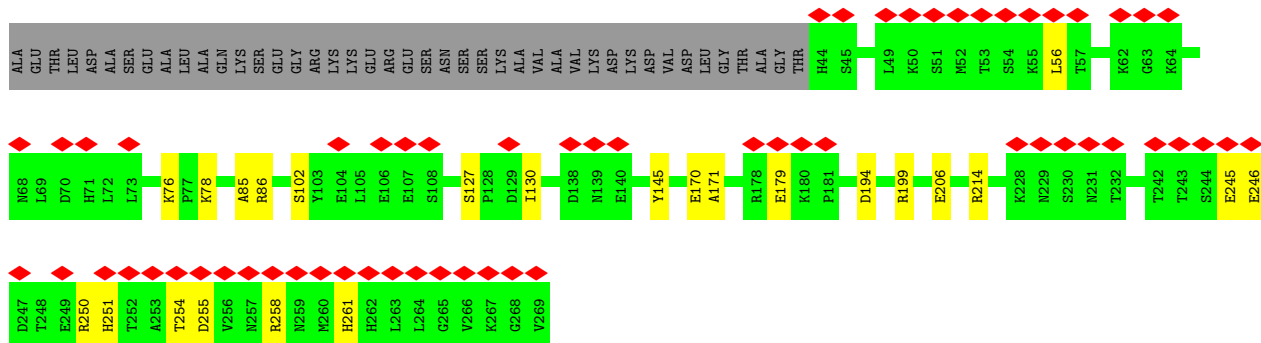 ALA GLU THR LEU ASP ALA SER GLU ALA LEU ALA GLN LYS SER GLU GLY ARG LYS LYS GLU ARG GLU SER ASN SER SER LYS ALA VAL ALA VAL LYS ASP LYS ASP VAL ASP LEU GLY THR ALA GLY THR H44 S45 L49 K50 S51 M52 T53 S54 K55 L56 T57 K62 G63 K64
N68 L69 D70 H71 L72 L73 K76 P77 K78 A85 R86 S102 Y103 E104 L105 E106 E107 S108 S127 P128 D129 I130 D138 N139 E140 Y145 E170 A171 R178 E179 K180 P181 D194 R199 E206 R214 K228 N229 S230 N231 T232 T242 T243 S244 E245 E246
D247 T248 E249 R250 H251 T252 A253 T254 D255 V256 N257 R258 N259 M260 H261 H262 L263 L264 G265 V266 K267 G268 V269